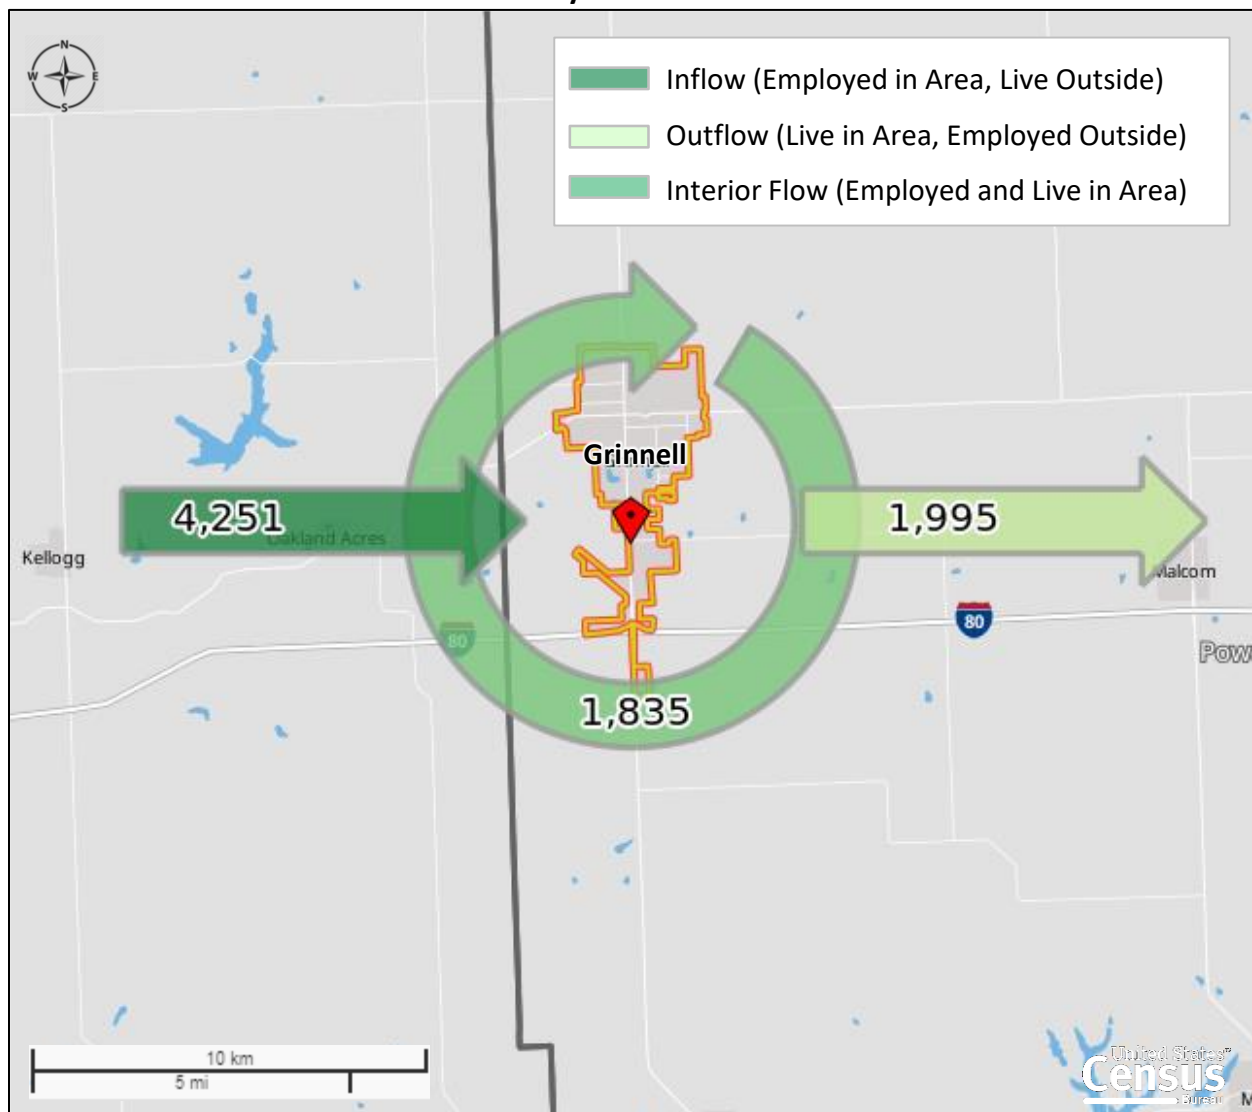 N
W
E
S
Inflow (Employed in Area, Live Outside)
Outflow (Live in Area, Employed Outside)
Interior Flow (Employed and Live in Area)
Grinnell
4,251
1,995
Oakland Acres
Kellogg
Malcom
80
80
Pow
1,835
10 km
5 mi
United States™
Census
Bureau
M